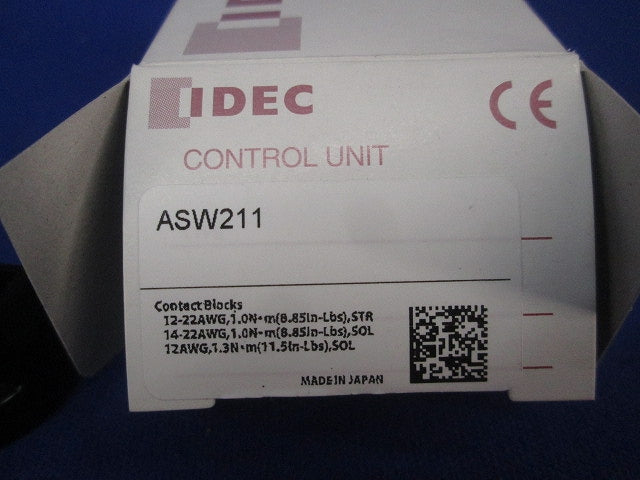 IDEC
CE
CONTROL UNIT
ASW211
Contact Blocks
12-22AWG,1.0N·m(8.85In-Lbs),STR
14-22AWG,1.0N·m(8.85In-Lbs),SOL
12AWG,1.3N·m(11.5In-Lbs),SOL
MADE IN JAPAN